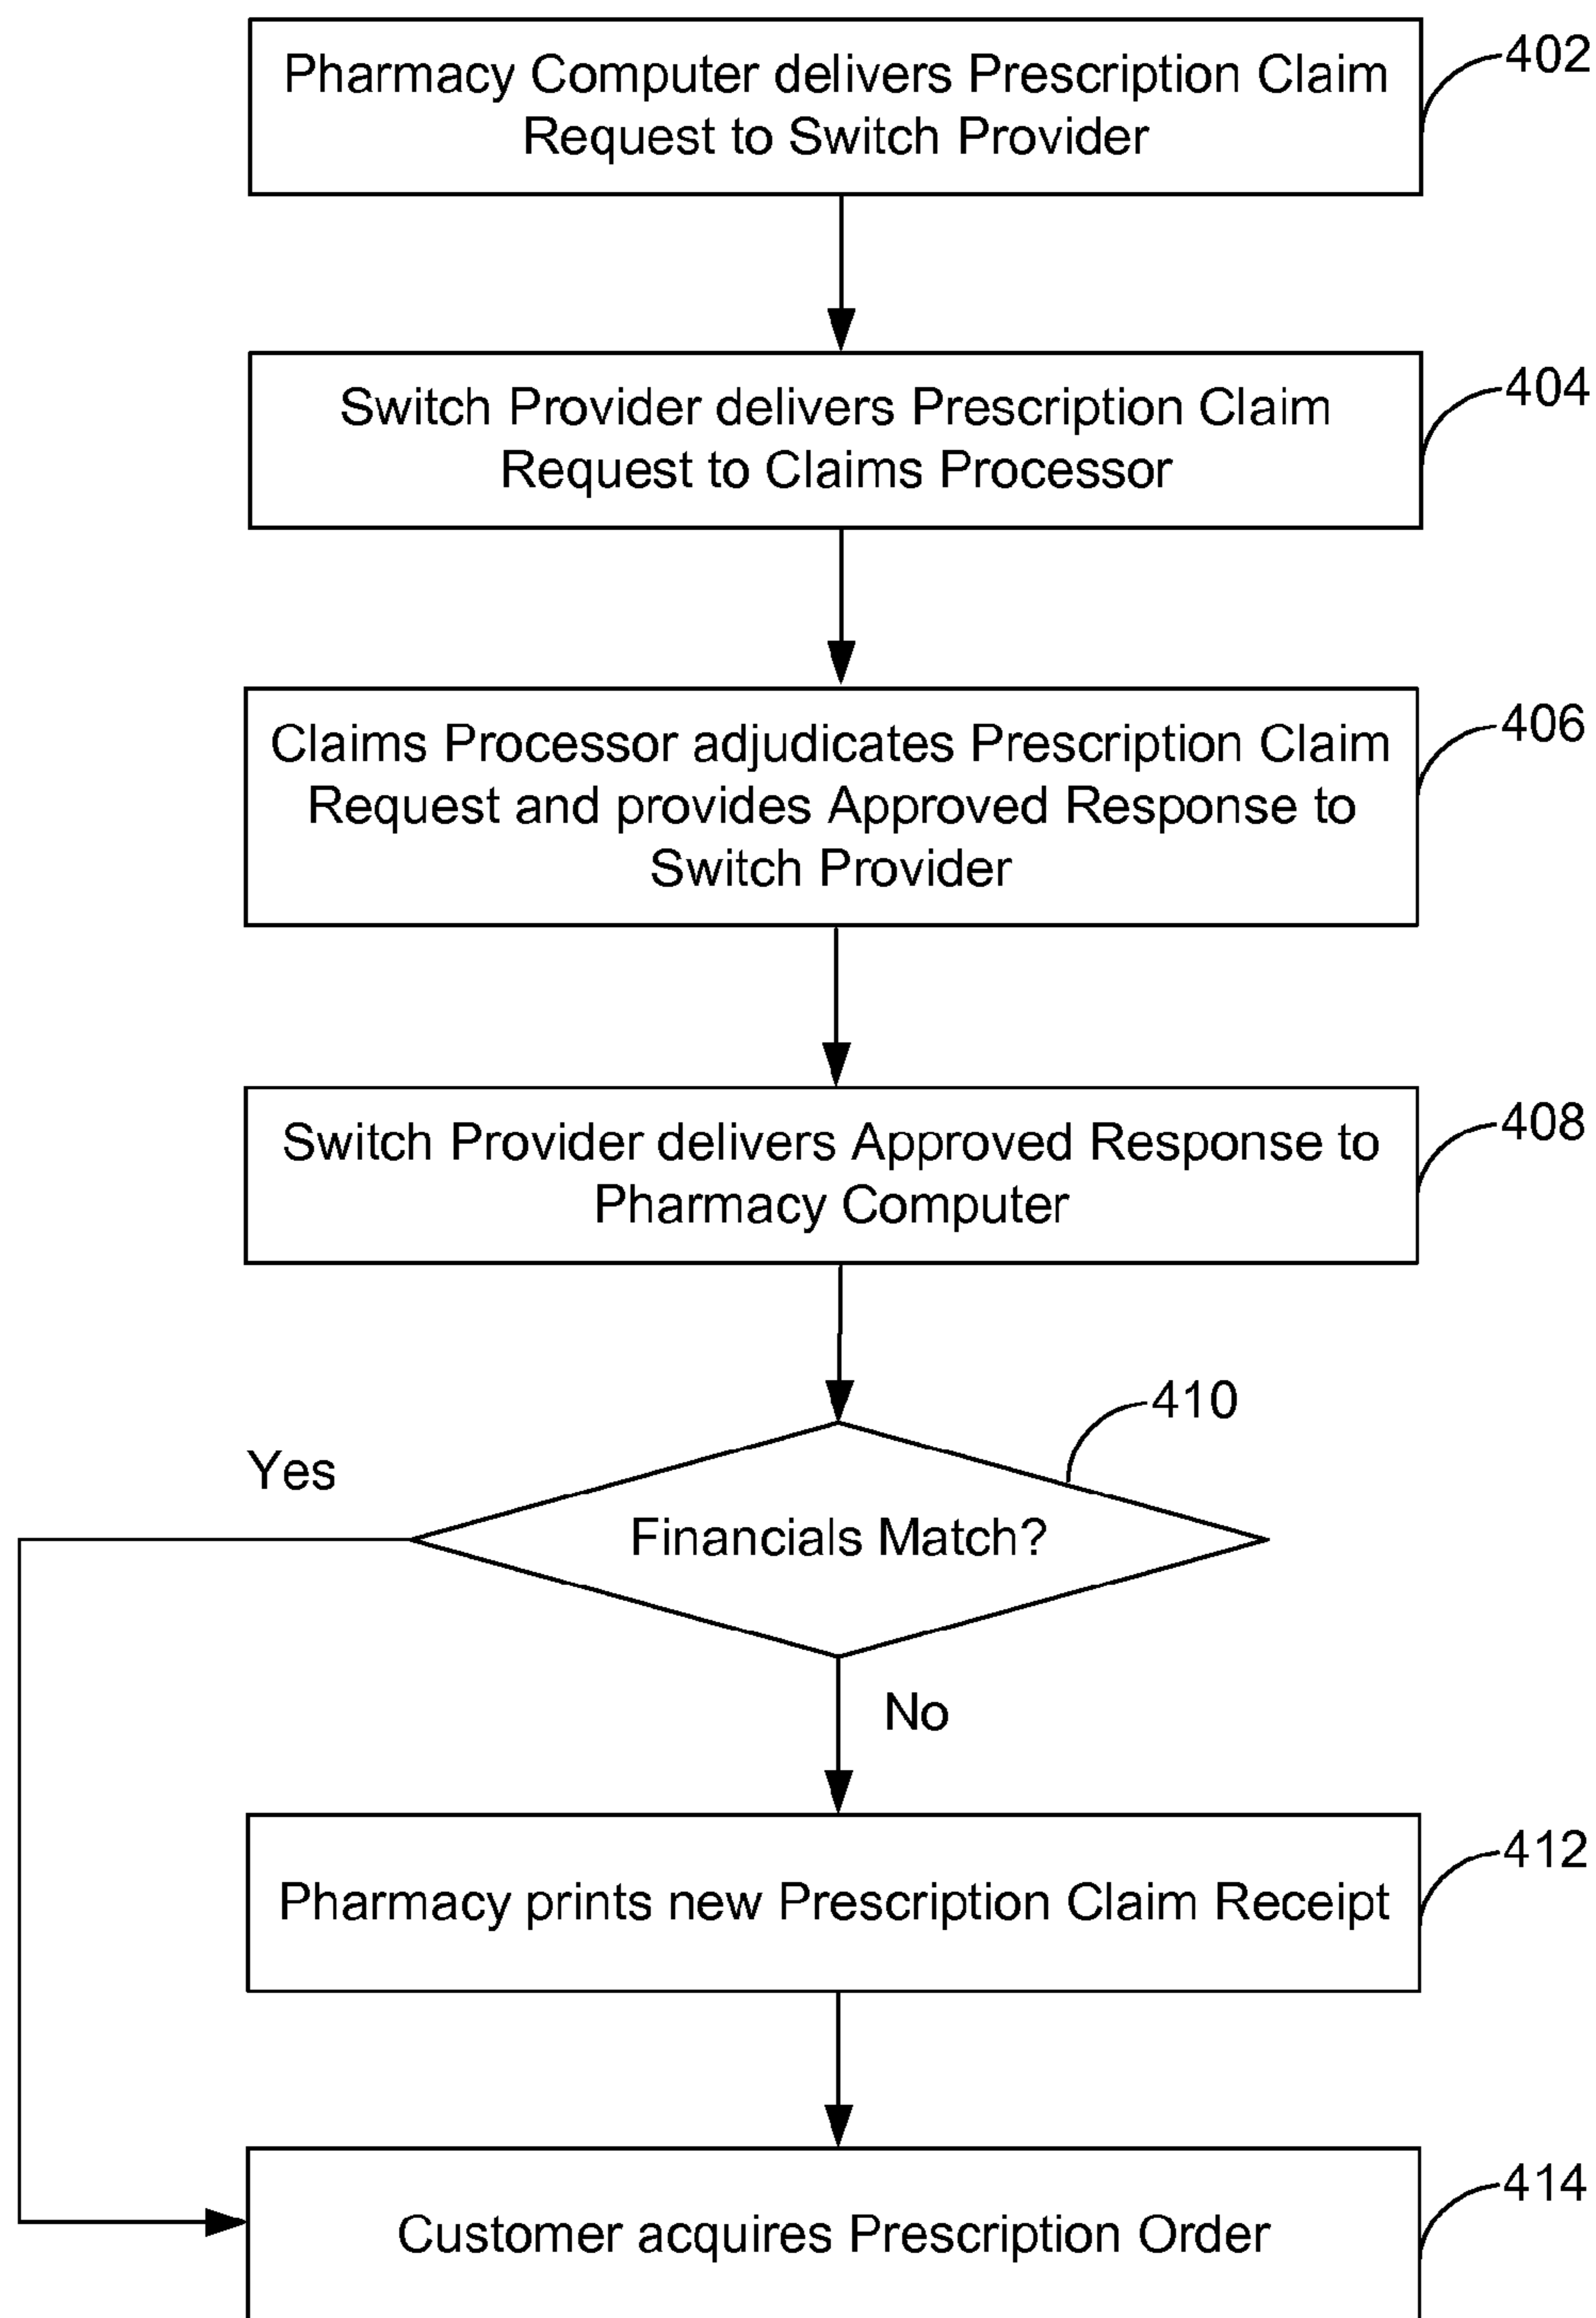 Pharmacy Computer delivers Prescription Claim
Request to Switch Provider
402
Switch Provider delivers Prescription Claim
Request to Claims Processor
404
Claims Processor adjudicates Prescription Claim
Request and provides Approved Response to
Switch Provider
406
Switch Provider delivers Approved Response to
Pharmacy Computer
408
410
Yes
Financials Match?
No
Pharmacy prints new Prescription Claim Receipt
412
Customer acquires Prescription Order
414